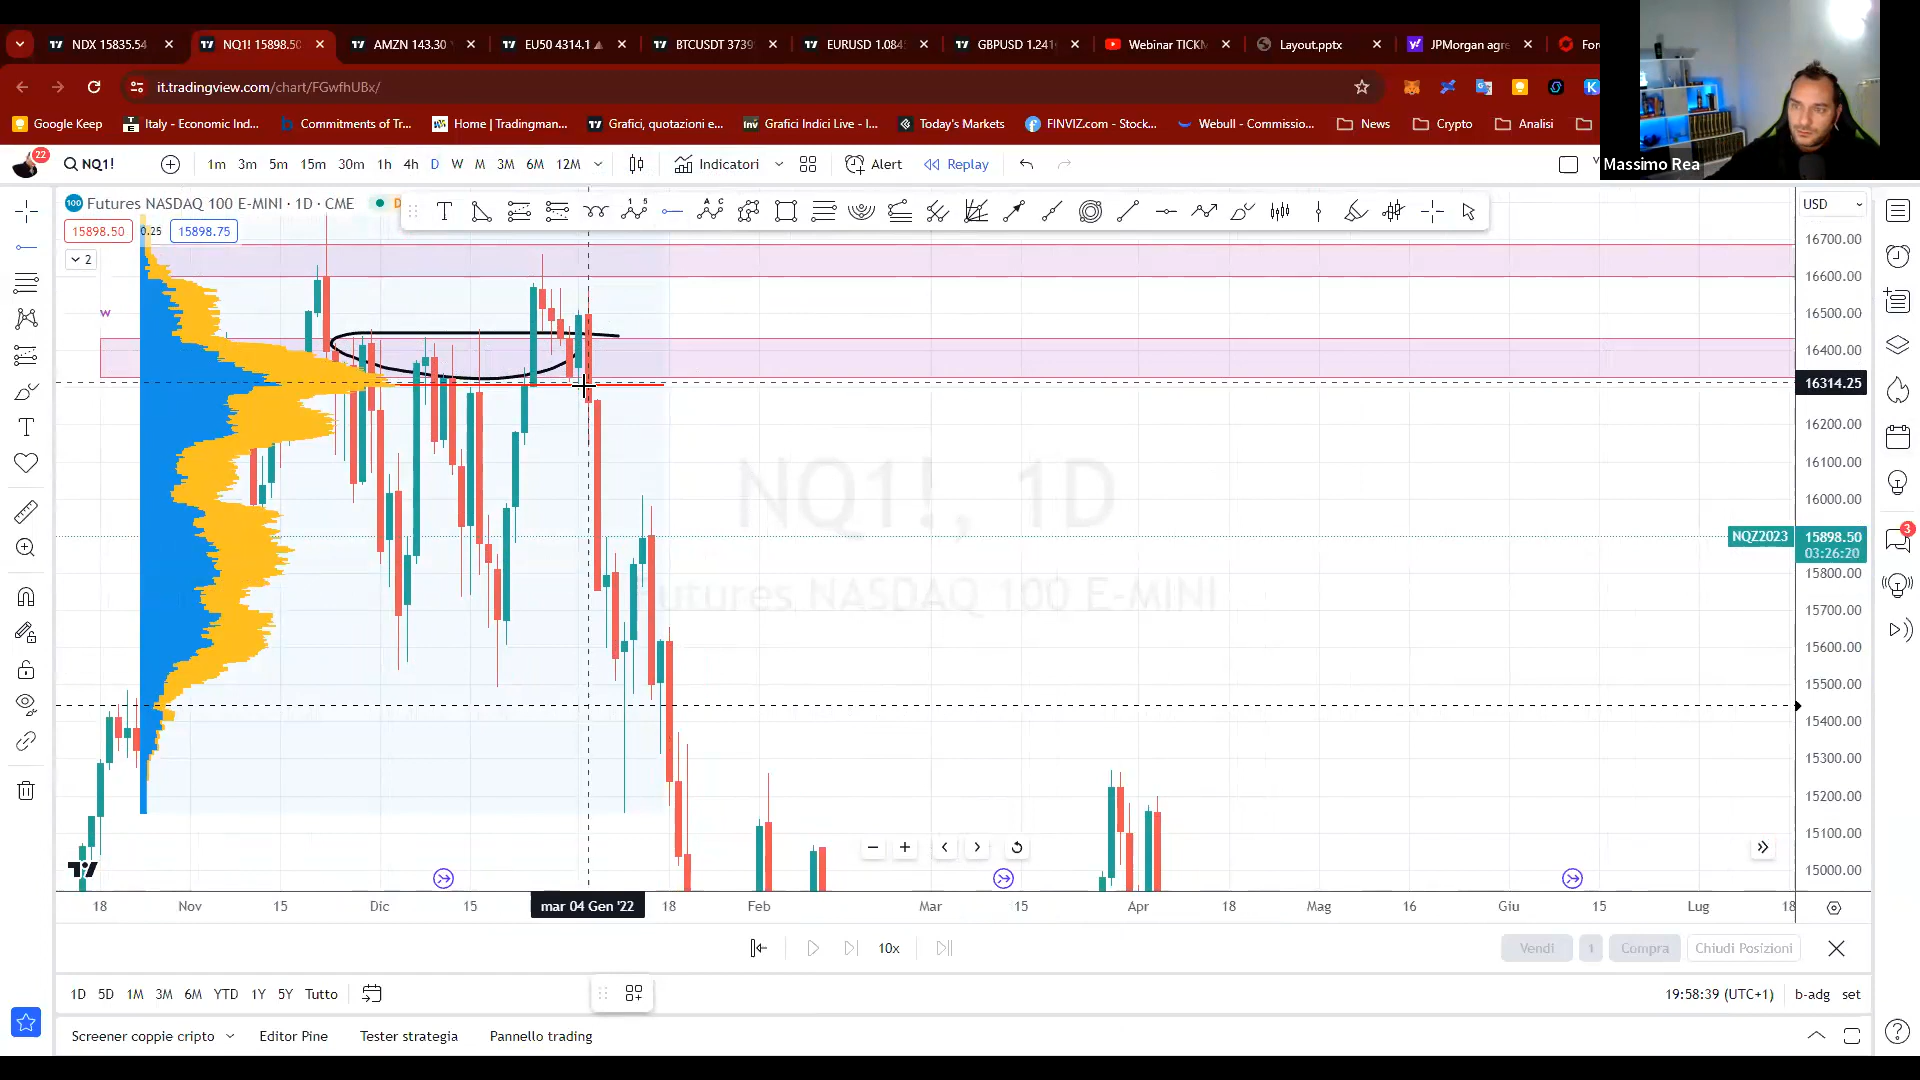 NDX 15835.54
NQ1! 15898.50
AMZN 143.30
EU50 4314.1
BTCUSDT 3739
EURUSD 1.084
GBPUSD 1.241
Webinar TICKM
Layout.pptx
JPMorgan agre
For
it.tradingview.com/chart/FGwfhUBx/
Google Keep
Italy - Economic Ind...
Commitments of Tr...
Home | Tradingman...
Grafici, quotazioni e...
Grafici Indici Live - I...
Today's Markets
FINVIZ.com - Stock...
Webull - Commissio...
News
Crypto
Analisi
Massimo Rea
22
NQ1!
1m 3m 5m 15m 30m 1h 4h D W M 3M 6M 12M
Indicatori
Alert
Replay
Futures NASDAQ 100 E-MINI · 1D · CME
USD
15898.50
0.25
15898.75
2
W
16700.00
16600.00
16500.00
16400.00
16314.25
16200.00
16100.00
16000.00
NQZ2023
15898.50
03:26:20
15800.00
15700.00
15600.00
15500.00
15400.00
15300.00
15200.00
15100.00
15000.00
NQ1!, 1D
Futures NASDAQ 100 E-MINI
3
18 Nov 15 Dic 15 mar 04 Gen '22 18 Feb Mar 15 Apr 18 Mag 16 Giu 15 Lug 18
10x
Vendi
1
Compra
Chiudi Posizioni
1D 5D 1M 3M 6M YTD 1Y 5Y Tutto
19:58:39 (UTC+1)
b-adg
set
Screener coppie cripto
Editor Pine
Tester strategia
Pannello trading